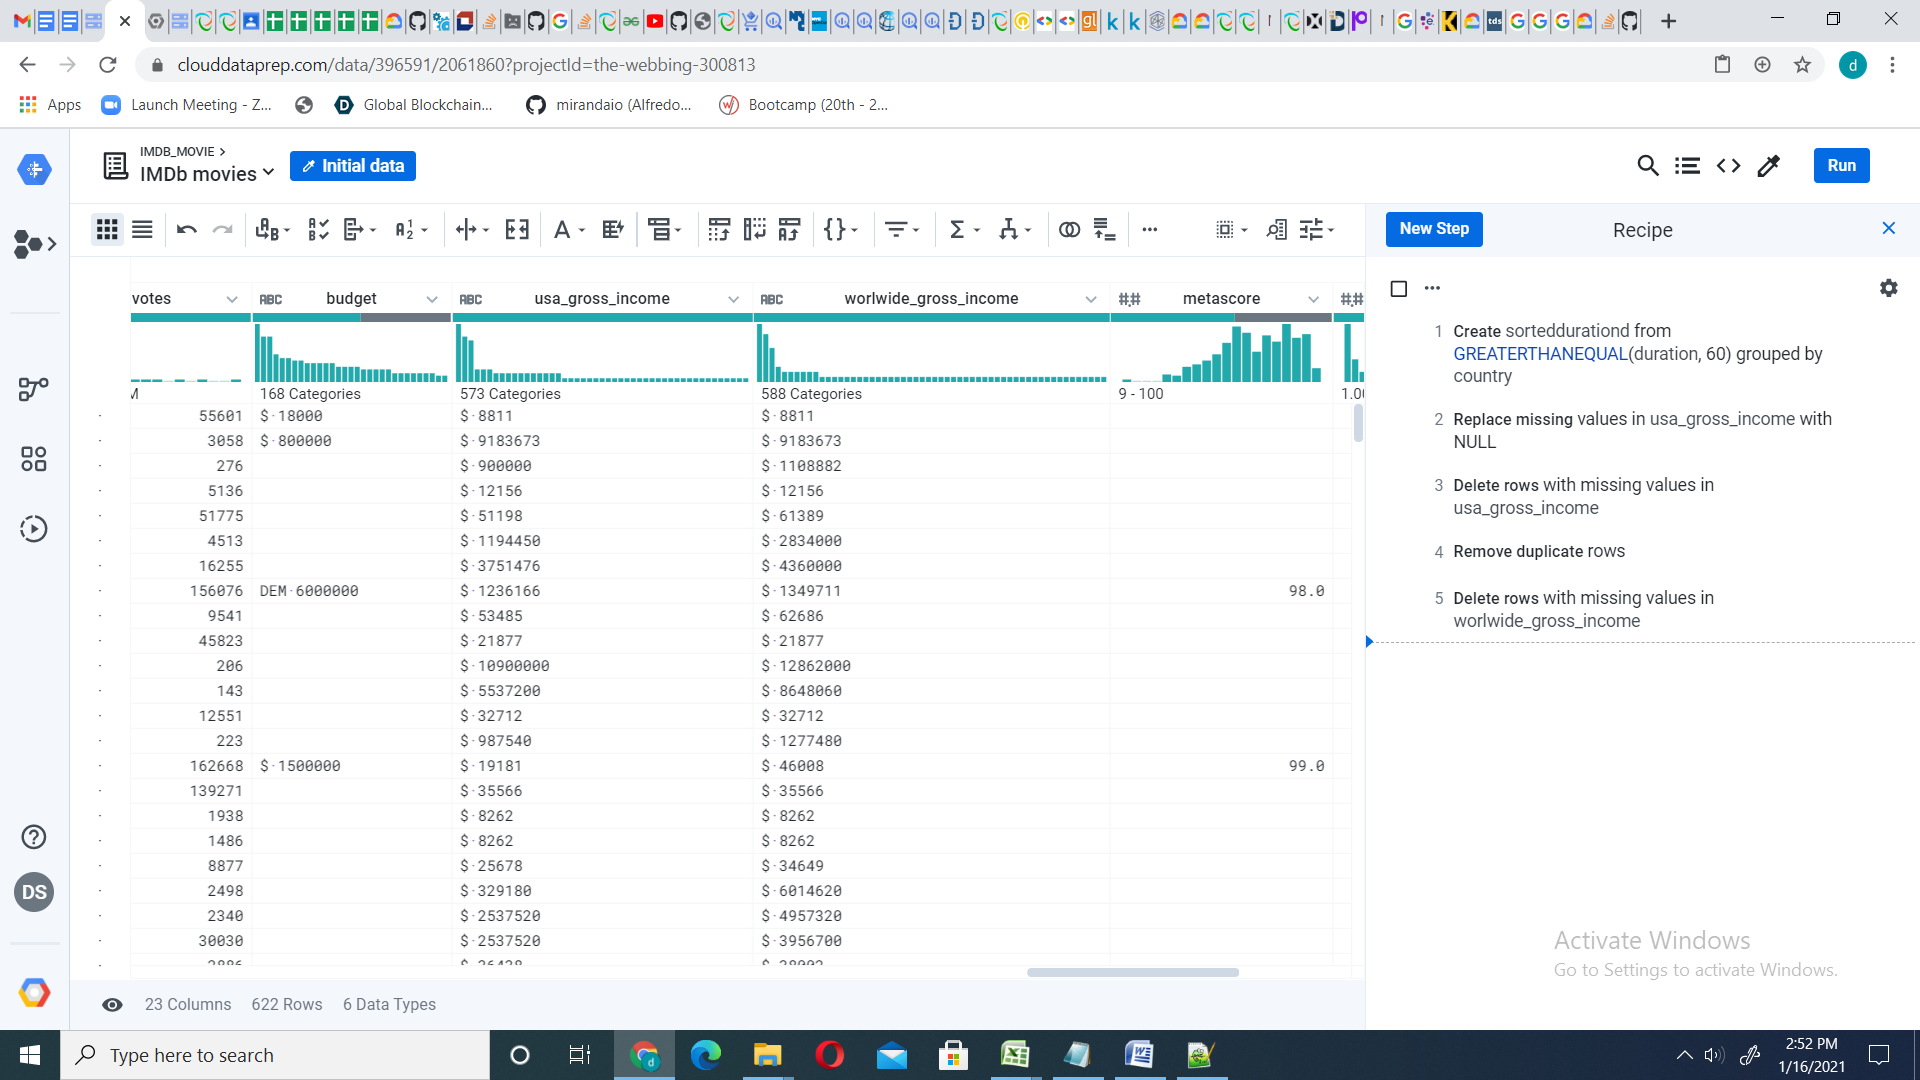 clouddataprep.com/data/396591/2061860?projectId=the-webbing-300813
d
Apps
Launch Meeting - Z...
Global Blockchain...
mirandaio (Alfredo...
Bootcamp (20th - 2...
IMDB_MOVIE >
IMDb movies
Initial data
Run
New Step
Recipe
votes
ABC budget
ABC usa_gross_income
ABC worlwide_gross_income
#.# metascore
#.#
168 Categories
573 Categories
588 Categories
9 - 100
55601 $·18000 $·8811 $·8811
3058 $·800000 $·9183673 $·9183673
276 $·900000 $·1108882
5136 $·12156 $·12156
51775 $·51198 $·61389
4513 $·1194450 $·2834000
16255 $·3751476 $·4360000
156076 DEM·6000000 $·1236166 $·1349711 98.0
9541 $·53485 $·62686
45823 $·21877 $·21877
206 $·10900000 $·12862000
143 $·5537200 $·8648060
12551 $·32712 $·32712
223 $·987540 $·1277480
162668 $·1500000 $·19181 $·46008 99.0
139271 $·35566 $·35566
1938 $·8262 $·8262
1486 $·8262 $·8262
8877 $·25678 $·34649
2498 $·329180 $·6014620
2340 $·2537520 $·4957320
30030 $·2537520 $·3956700
1 Create sorteddurationd from
GREATERTHANEQUAL(duration, 60) grouped by
country
2 Replace missing values in usa_gross_income with
NULL
3 Delete rows with missing values in
usa_gross_income
4 Remove duplicate rows
5 Delete rows with missing values in
worlwide_gross_income
DS
Activate Windows
Go to Settings to activate Windows.
23 Columns 622 Rows 6 Data Types
Type here to search
2:52 PM
1/16/2021